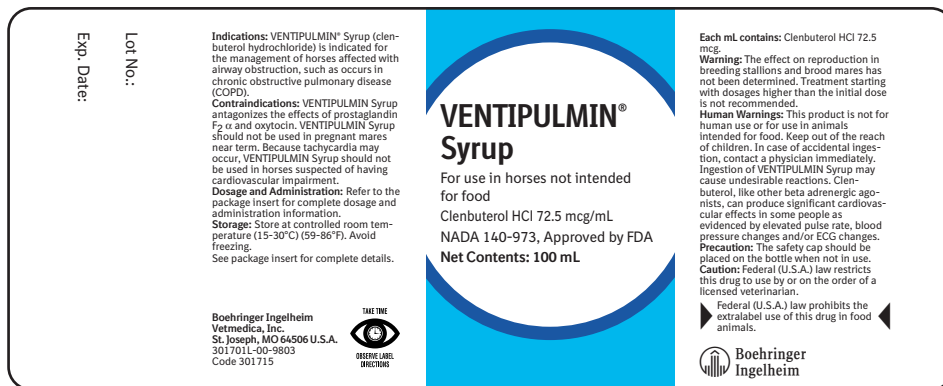 Lot No.:
Exp. Date:
Indications: VENTIPULMIN® Syrup (clen-
buterol hydrochloride) is indicated for
the management of horses affected with
airway obstruction, such as occurs in
chronic obstructive pulmonary disease
(COPD).
Contraindications: VENTIPULMIN Syrup
antagonizes the effects of prostaglandin
F2 α and oxytocin. VENTIPULMIN Syrup
should not be used in pregnant mares
near term. Because tachycardia may
occur, VENTIPULMIN Syrup should not
be used in horses suspected of having
cardiovascular impairment.
Dosage and Administration: Refer to the
package insert for complete dosage and
administration information.
Storage: Store at controlled room tem-
perature (15-30°C) (59-86°F). Avoid
freezing.
See package insert for complete details.
Boehringer Ingelheim
Vetmedica, Inc.
St. Joseph, MO 64506 U.S.A.
301701L-00-9803
Code 301715
TAKE TIME
OBSERVE LABEL
DIRECTIONS
VENTIPULMIN®
Syrup
For use in horses not intended
for food
Clenbuterol HCl 72.5 mcg/mL
NADA 140-973, Approved by FDA
Net Contents: 100 mL
Each mL contains: Clenbuterol HCl 72.5
mcg.
Warning: The effect on reproduction in
breeding stallions and brood mares has
not been determined. Treatment starting
with dosages higher than the initial dose
is not recommended.
Human Warnings: This product is not for
human use or for use in animals
intended for food. Keep out of the reach
of children. In case of accidental inges-
tion, contact a physician immediately.
Ingestion of VENTIPULMIN Syrup may
cause undesirable reactions. Clen-
buterol, like other beta adrenergic ago-
nists, can produce significant cardiovas-
cular effects in some people as
evidenced by elevated pulse rate, blood
pressure changes and/or ECG changes.
Precaution: The safety cap should be
placed on the bottle when not in use.
Caution: Federal (U.S.A.) law restricts
this drug to use by or on the order of a
licensed veterinarian.
Federal (U.S.A.) law prohibits the
extralabel use of this drug in food
animals.
Boehringer
Ingelheim